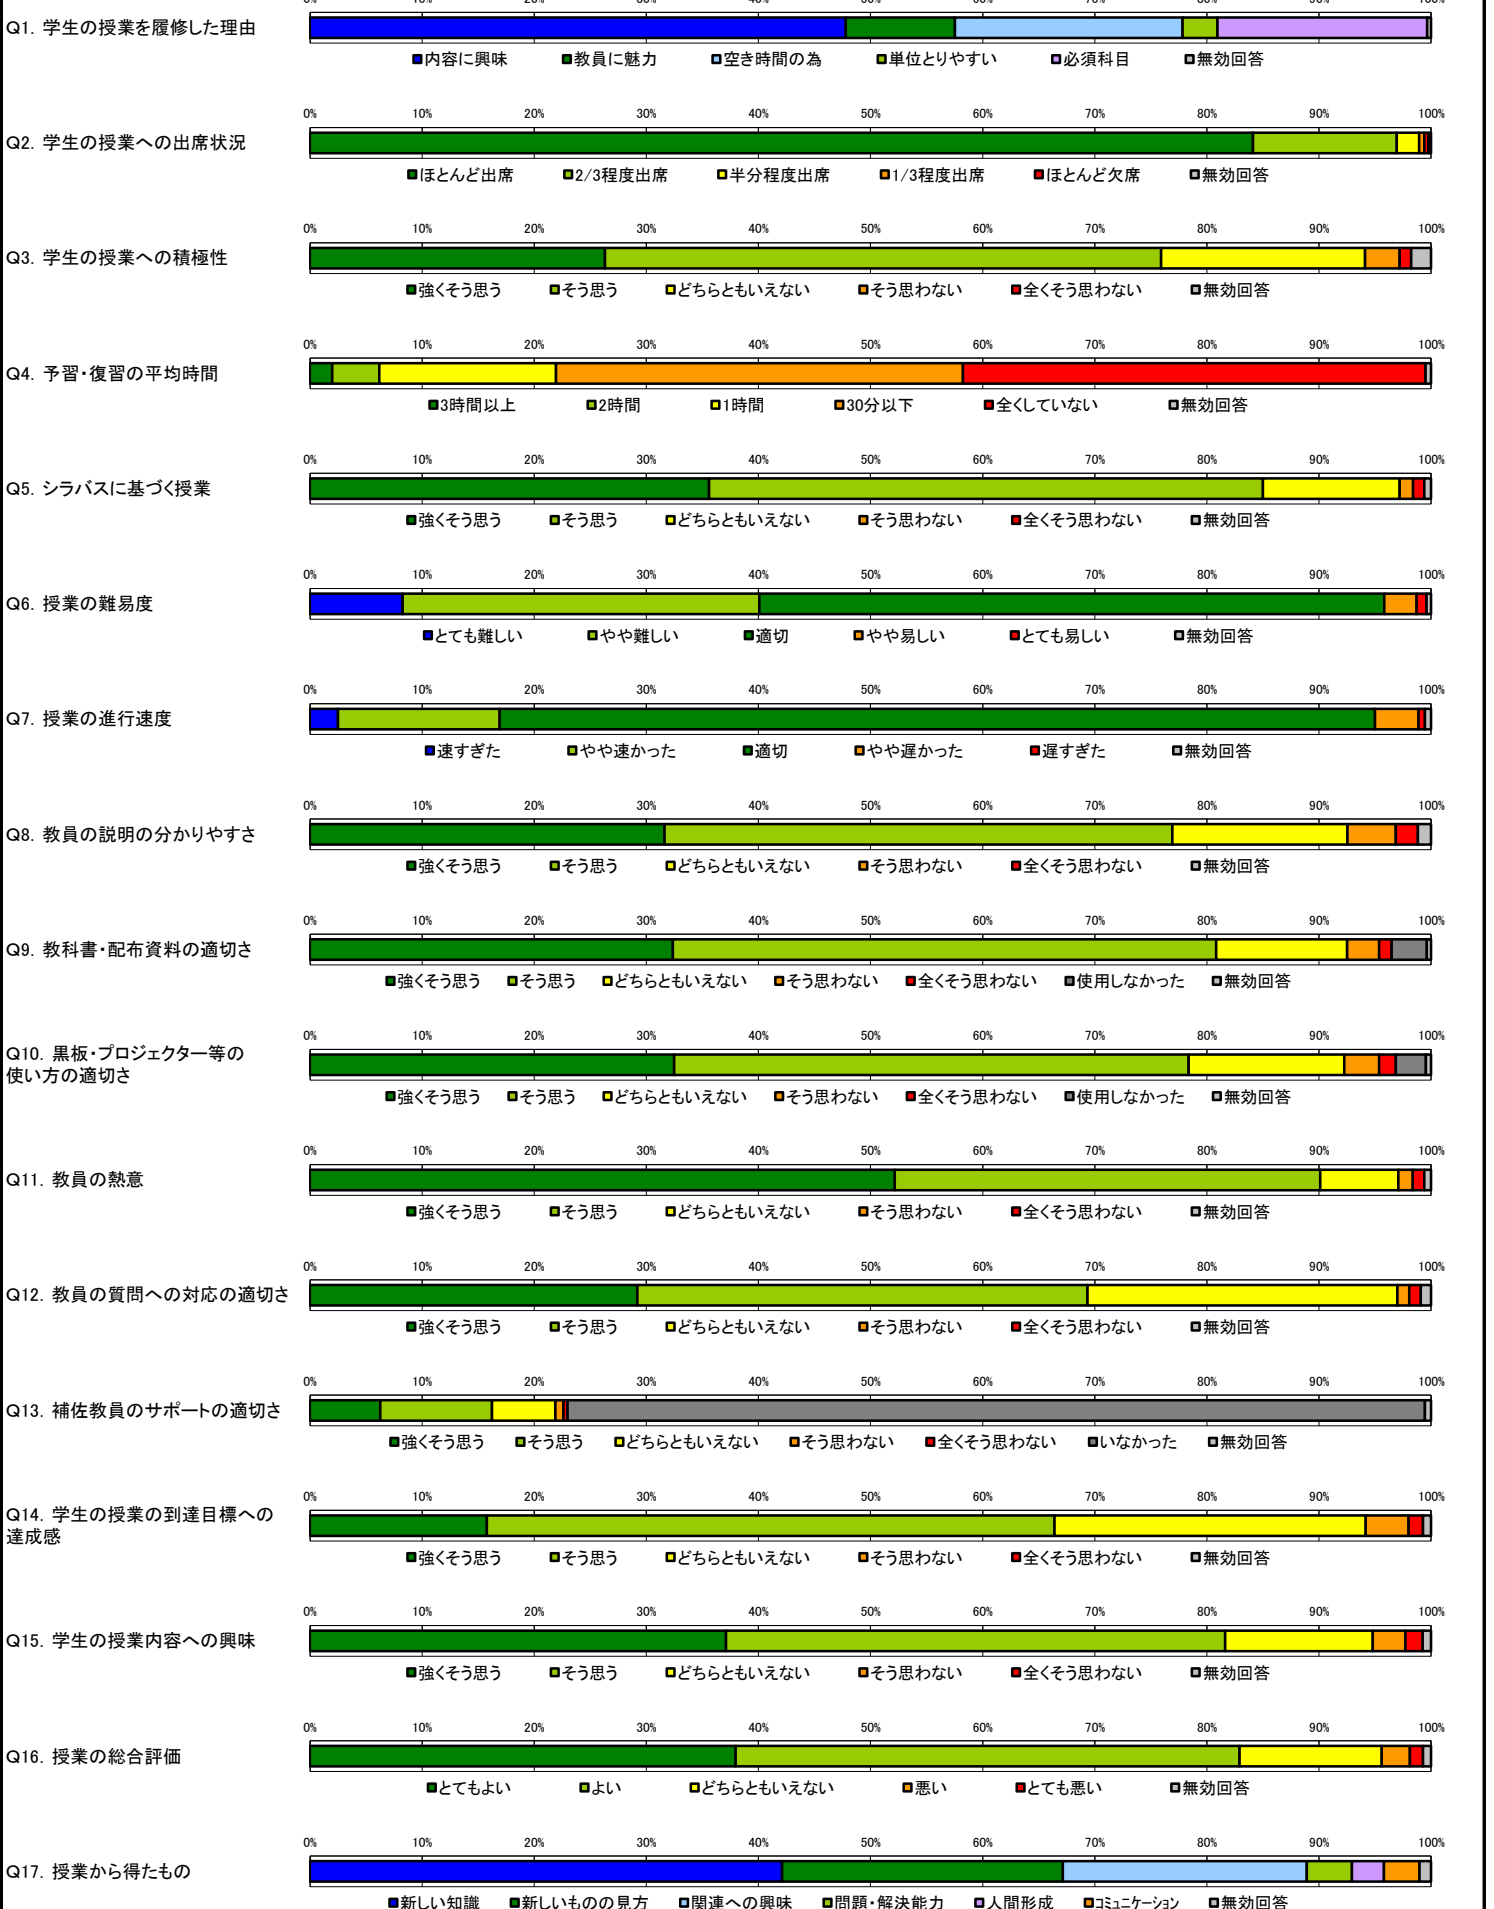 0% 10% 20% 30% 40% 50% 60% 70% 80% 90% 100%
Q1. 学生の授業を履修した理由
内容に興味 教員に魅力 空き時間の為 単位とりやすい 必須科目 無効回答
0% 10% 20% 30% 40% 50% 60% 70% 80% 90% 100%
Q2. 学生の授業への出席状況
ほとんど出席 2/3程度出席 半分程度出席 1/3程度出席 ほとんど欠席 無効回答
0% 10% 20% 30% 40% 50% 60% 70% 80% 90% 100%
Q3. 学生の授業への積極性
強くそう思う そう思う どちらともいえない そう思わない 全くそう思わない 無効回答
0% 10% 20% 30% 40% 50% 60% 70% 80% 90% 100%
Q4. 予習・復習の平均時間
3時間以上 2時間 1時間 30分以下 全くしていない 無効回答
0% 10% 20% 30% 40% 50% 60% 70% 80% 90% 100%
Q5. シラバスに基づく授業
強くそう思う そう思う どちらともいえない そう思わない 全くそう思わない 無効回答
0% 10% 20% 30% 40% 50% 60% 70% 80% 90% 100%
Q6. 授業の難易度
とても難しい やや難しい 適切 やや易しい とても易しい 無効回答
0% 10% 20% 30% 40% 50% 60% 70% 80% 90% 100%
Q7. 授業の進行速度
速すぎた やや速かった 適切 やや遅かった 遅すぎた 無効回答
0% 10% 20% 30% 40% 50% 60% 70% 80% 90% 100%
Q8. 教員の説明の分かりやすさ
強くそう思う そう思う どちらともいえない そう思わない 全くそう思わない 無効回答
0% 10% 20% 30% 40% 50% 60% 70% 80% 90% 100%
Q9. 教科書・配布資料の適切さ
強くそう思う そう思う どちらともいえない そう思わない 全くそう思わない 使用しなかった 無効回答
0% 10% 20% 30% 40% 50% 60% 70% 80% 90% 100%
Q10. 黒板・プロジェクター等の
使い方の適切さ
強くそう思う そう思う どちらともいえない そう思わない 全くそう思わない 使用しなかった 無効回答
0% 10% 20% 30% 40% 50% 60% 70% 80% 90% 100%
Q11. 教員の熱意
強くそう思う そう思う どちらともいえない そう思わない 全くそう思わない 無効回答
0% 10% 20% 30% 40% 50% 60% 70% 80% 90% 100%
Q12. 教員の質問への対応の適切さ
強くそう思う そう思う どちらともいえない そう思わない 全くそう思わない 無効回答
0% 10% 20% 30% 40% 50% 60% 70% 80% 90% 100%
Q13. 補佐教員のサポートの適切さ
強くそう思う そう思う どちらともいえない そう思わない 全くそう思わない いなかった 無効回答
0% 10% 20% 30% 40% 50% 60% 70% 80% 90% 100%
Q14. 学生の授業の到達目標への
達成感
強くそう思う そう思う どちらともいえない そう思わない 全くそう思わない 無効回答
0% 10% 20% 30% 40% 50% 60% 70% 80% 90% 100%
Q15. 学生の授業内容への興味
強くそう思う そう思う どちらともいえない そう思わない 全くそう思わない 無効回答
0% 10% 20% 30% 40% 50% 60% 70% 80% 90% 100%
Q16. 授業の総合評価
とてもよい よい どちらともいえない 悪い とても悪い 無効回答
0% 10% 20% 30% 40% 50% 60% 70% 80% 90% 100%
Q17. 授業から得たもの
新しい知識 新しいものの見方 関連への興味 問題・解決能力 人間形成 コミュニケーション 無効回答